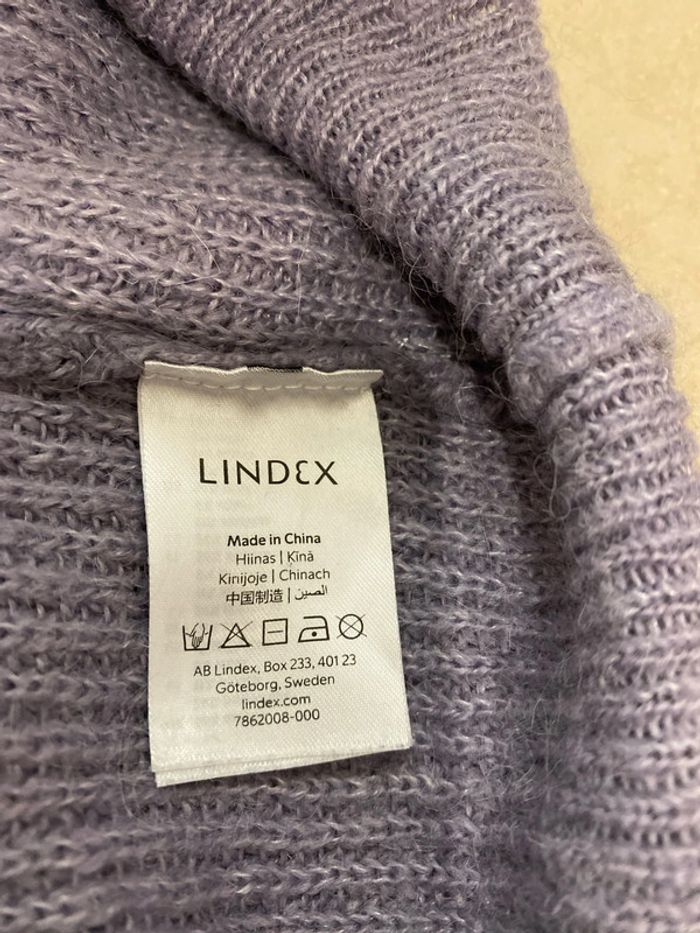 LINDEX
Made in China
Hiinas | Ķīnā
Kinijoje | Chinach
中国制造 | الصين
AB Lindex, Box 233, 401 23
Göteborg, Sweden
lindex.com
7862008-000